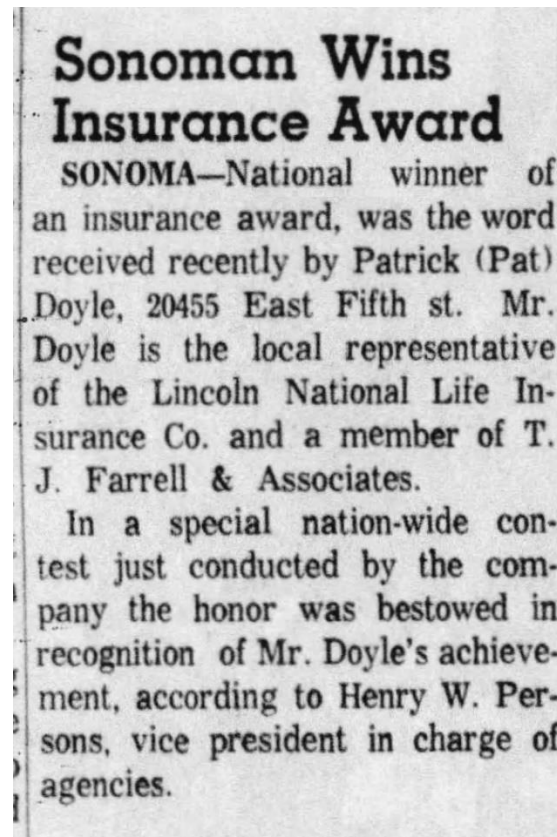 Sonoman Wins
Insurance Award
SONOMA—National winner of
an insurance award, was the word
received recently by Patrick (Pat)
Doyle, 20455 East Fifth st. Mr.
Doyle is the local representative
of the Lincoln National Life In-
surance Co. and a member of T.
J. Farrell & Associates.
In a special nation-wide con-
test just conducted by the com-
pany the honor was bestowed in
recognition of Mr. Doyle's achieve-
ment, according to Henry W. Per-
sons, vice president in charge of
agencies.